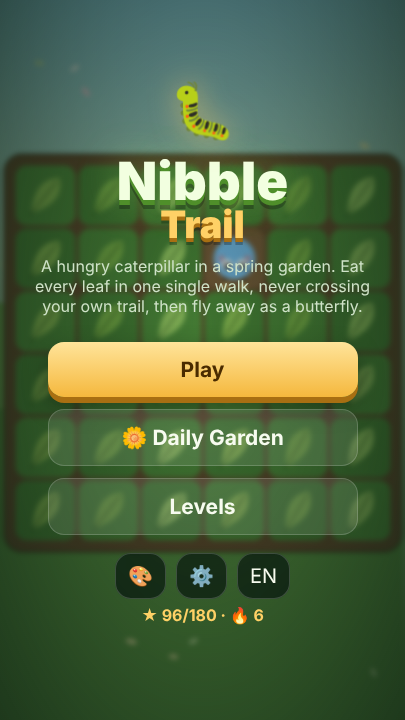 Nibble
Trail
A hungry caterpillar in a spring garden. Eat
every leaf in one single walk, never crossing
your own trail, then fly away as a butterfly.
Play
🌼 Daily Garden
Levels
EN
★ 96/180 · 🔥 6